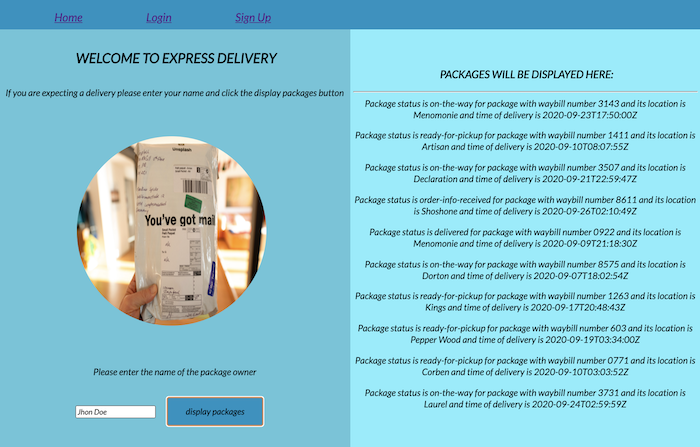 Home Login Sign Up
WELCOME TO EXPRESS DELIVERY
If you are expecting a delivery please enter your name and click the display packages button
Unsplash
You've got mail
Please enter the name of the package owner
Jhon Doe
display packages
PACKAGES WILL BE DISPLAYED HERE:
Package status is on-the-way for package with waybill number 3143 and its location is
Menomonie and time of delivery is 2020-09-23T17:50:00Z
Package status is ready-for-pickup for package with waybill number 1411 and its location is
Artisan and time of delivery is 2020-09-10T08:07:55Z
Package status is on-the-way for package with waybill number 3507 and its location is
Declaration and time of delivery is 2020-09-21T22:59:47Z
Package status is order-info-received for package with waybill number 8611 and its location
is Shoshone and time of delivery is 2020-09-26T02:10:49Z
Package status is delivered for package with waybill number 0922 and its location is
Menomonie and time of delivery is 2020-09-09T21:18:30Z
Package status is on-the-way for package with waybill number 8575 and its location is
Dorton and time of delivery is 2020-09-07T18:02:54Z
Package status is ready-for-pickup for package with waybill number 1263 and its location is
Kings and time of delivery is 2020-09-17T20:48:43Z
Package status is ready-for-pickup for package with waybill number 603 and its location is
Pepper Wood and time of delivery is 2020-09-19T03:34:00Z
Package status is ready-for-pickup for package with waybill number 0771 and its location is
Corben and time of delivery is 2020-09-10T03:03:52Z
Package status is on-the-way for package with waybill number 3731 and its location is
Laurel and time of delivery is 2020-09-24T02:59:59Z